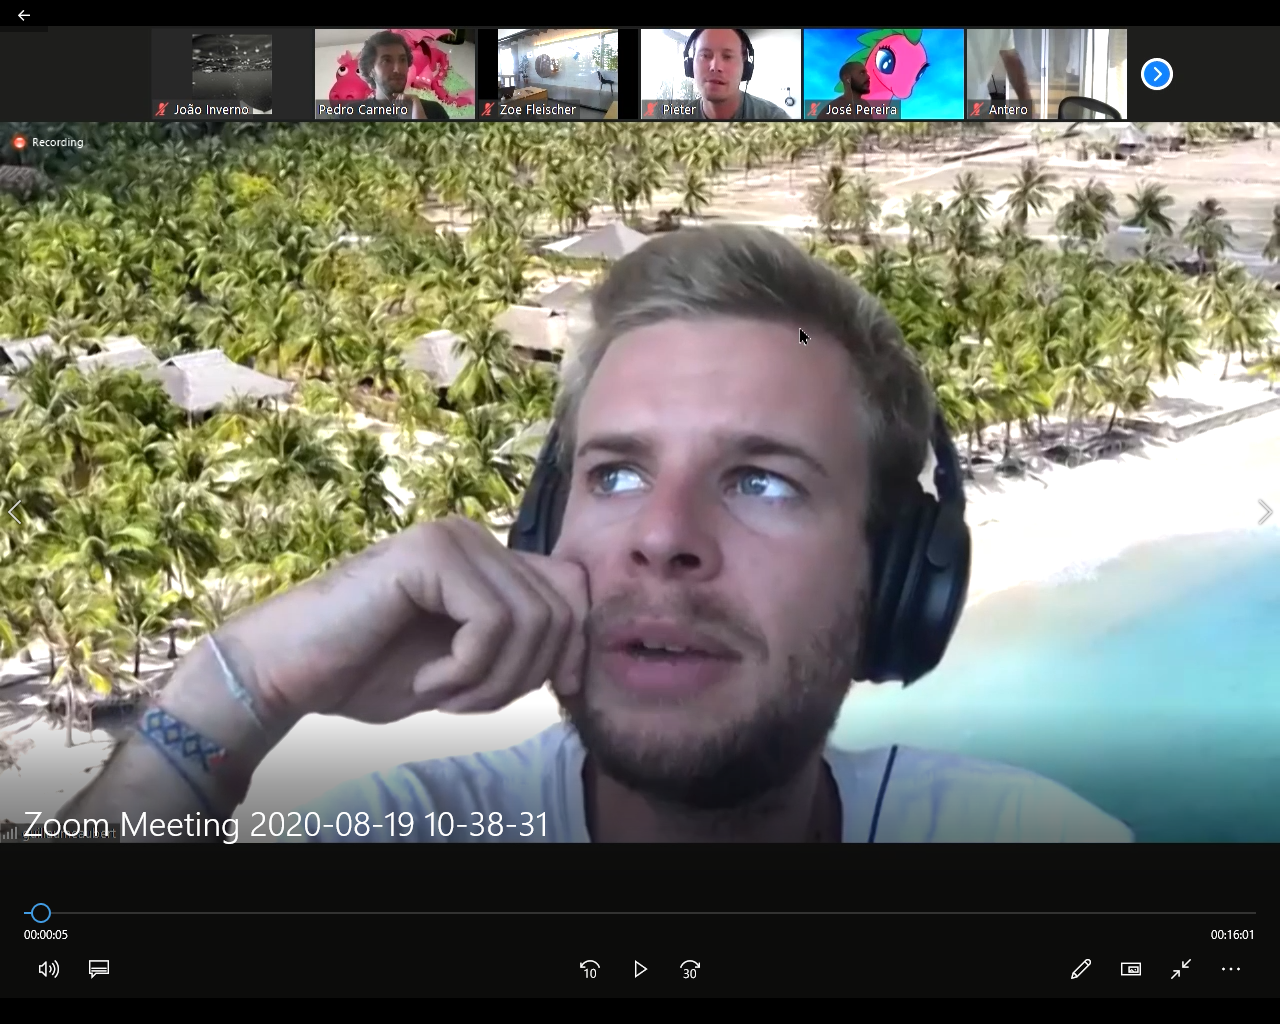 João Inverno
Pedro Carneiro
Zoe Fleischer
Pieter
José Pereira
Antero
Recording
Zoom Meeting 2020-08-19 10-38-31
00:00:05
00:16:01
10
30